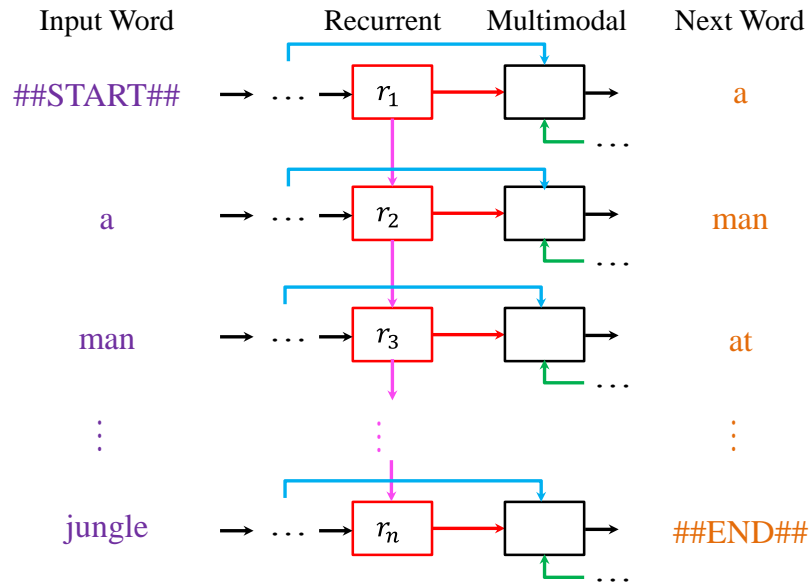 Input Word Recurrent Multimodal Next Word
##START## ... r1 a
...
a ... r2 man
...
man ... r3 at
...
⋮ ⋮ ⋮
jungle ... rn ##END##
...